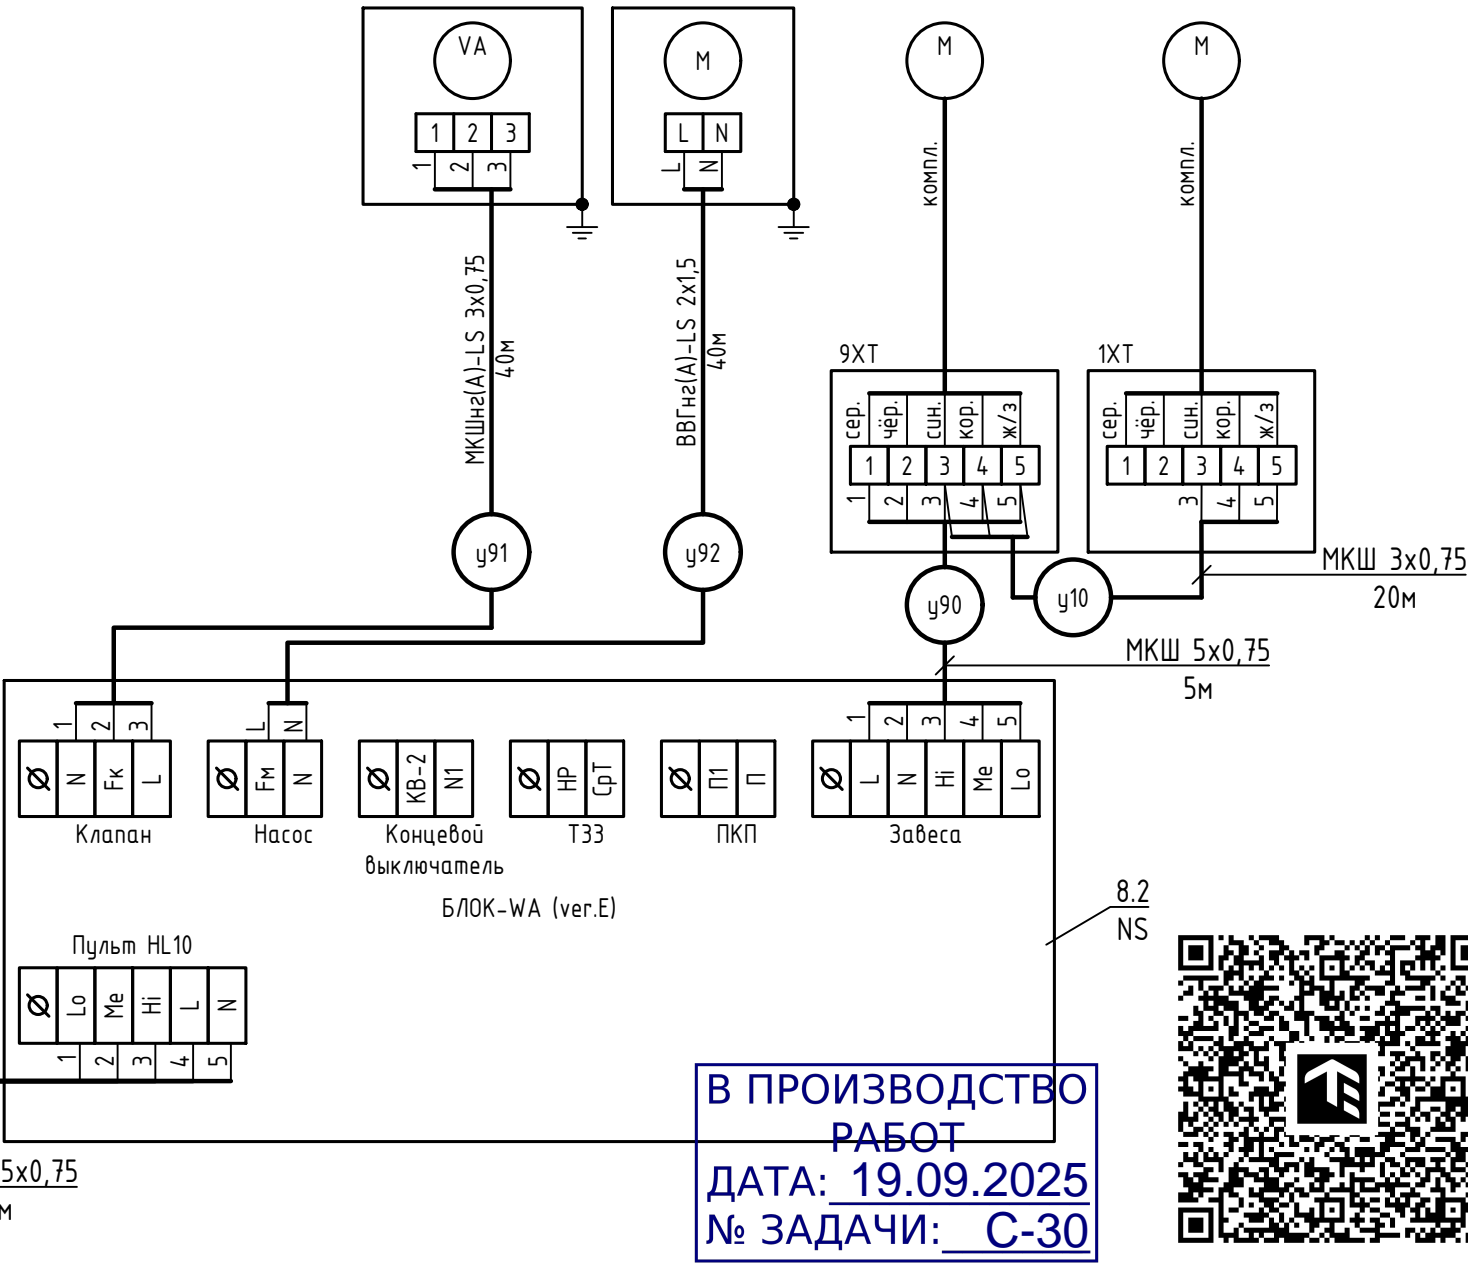 VA
M
M
M
1 2 3
L N
1 2 3
L N
компл.
компл.
МКШнг(А)-LS 3х0,75
40м
ВВГнг(А)-LS 2х1,5
40м
9ХТ
1ХТ
сер. чёр. син. кор. ж/з
сер. чёр. син. кор. ж/з
1 2 3 4 5
1 2 3 4 5
1 2 3 4 5
3 4 5
у91
у92
у90
у10
МКШ 3х0,75
20м
МКШ 5х0,75
5м
1 2 3
L N
1 2 3 4 5
Ø N Fк L
Ø Fм N
Ø КВ-2 N1
Ø НР СрТ
Ø П1 П
Ø L N Hi Me Lo
Клапан
Насос
Концевой
выключатель
ТЗЗ
ПКП
Завеса
БЛОК-WA (ver.E)
8.2
NS
Пульт HL10
Ø Lo Me Hi L N
1 2 3 4 5
5х0,75
м
В ПРОИЗВОДСТВО
РАБОТ
ДАТА: 19.09.2025
№ ЗАДАЧИ: С-30